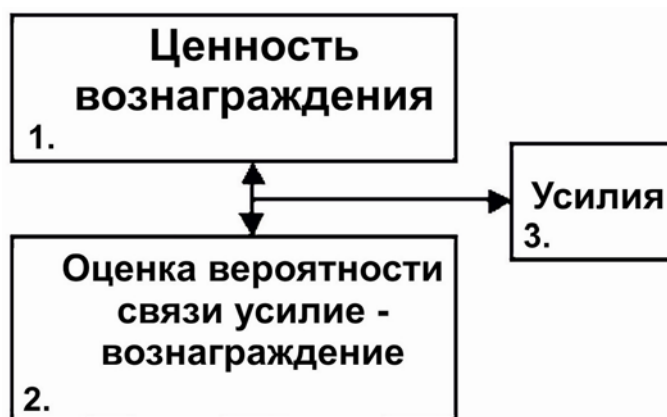 Ценность
вознаграждения
1.
Усилия
3.
Оценка вероятности
связи усилие -
вознаграждение
2.